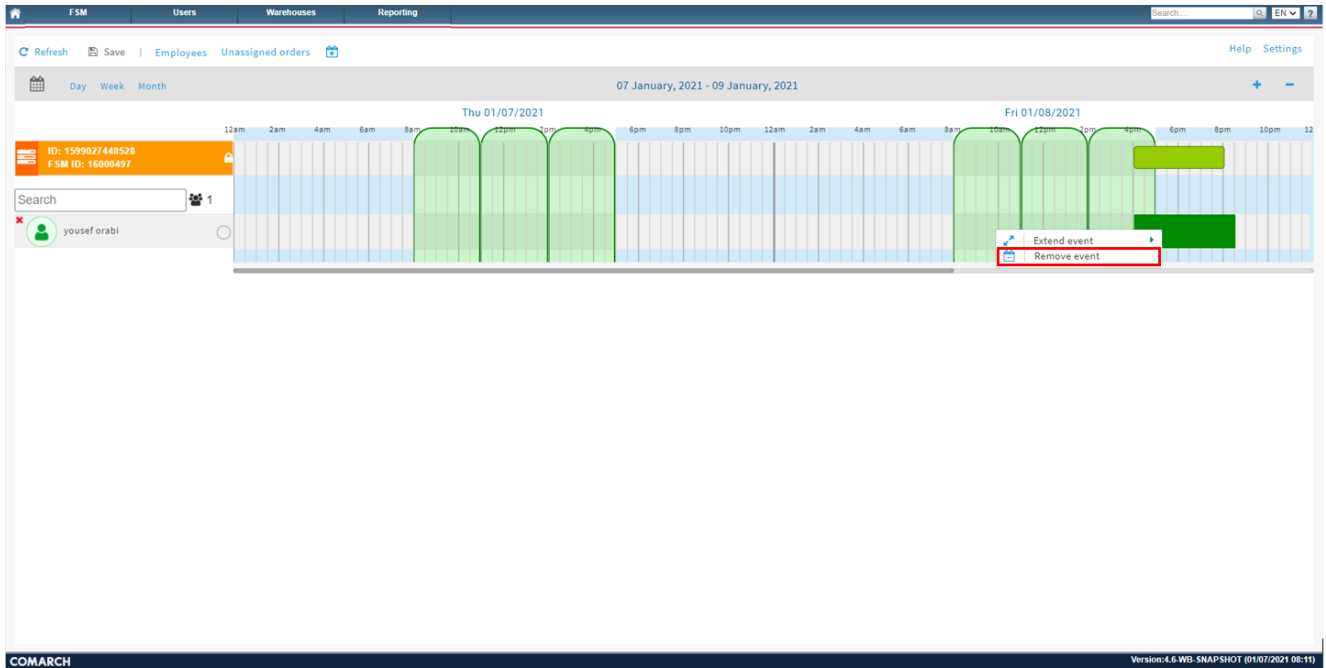 FSM Users Warehouses Reporting Search... EN ?
Refresh Save | Employees Unassigned orders Help Settings
Day Week Month 07 January, 2021 - 09 January, 2021 + -
Thu 01/07/2021 Fri 01/08/2021
12am 2am 4am 6am 8am 10am 12pm 2pm 4pm 6pm 8pm 10pm 12am 2am 4am 6am 8am 10am 12pm 2pm 4pm 6pm 8pm 10pm 12
ID: 1599027448528
FSM ID: 16000497
Search 1
yousef orabi
Extend event
Remove event
COMARCH Version:4.6-WB-SNAPSHOT (01/07/2021 08:11)